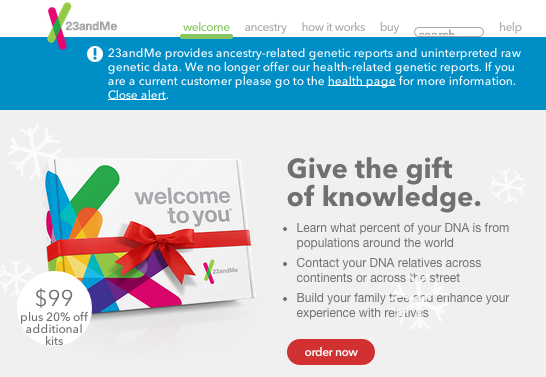 23andMe
welcome ancestry how it works buy search help
23andMe provides ancestry-related genetic reports and uninterpreted raw
genetic data. We no longer offer our health-related genetic reports. If you
are a current customer please go to the health page for more information.
Close alert.
Give the gift
of knowledge.
• Learn what percent of your DNA is from
populations around the world
• Contact your DNA relatives across
continents or across the street
• Build your family tree and enhance your
experience with relatives
order now
welcome
to you
23andMe
$99
plus 20% off
additional
kits